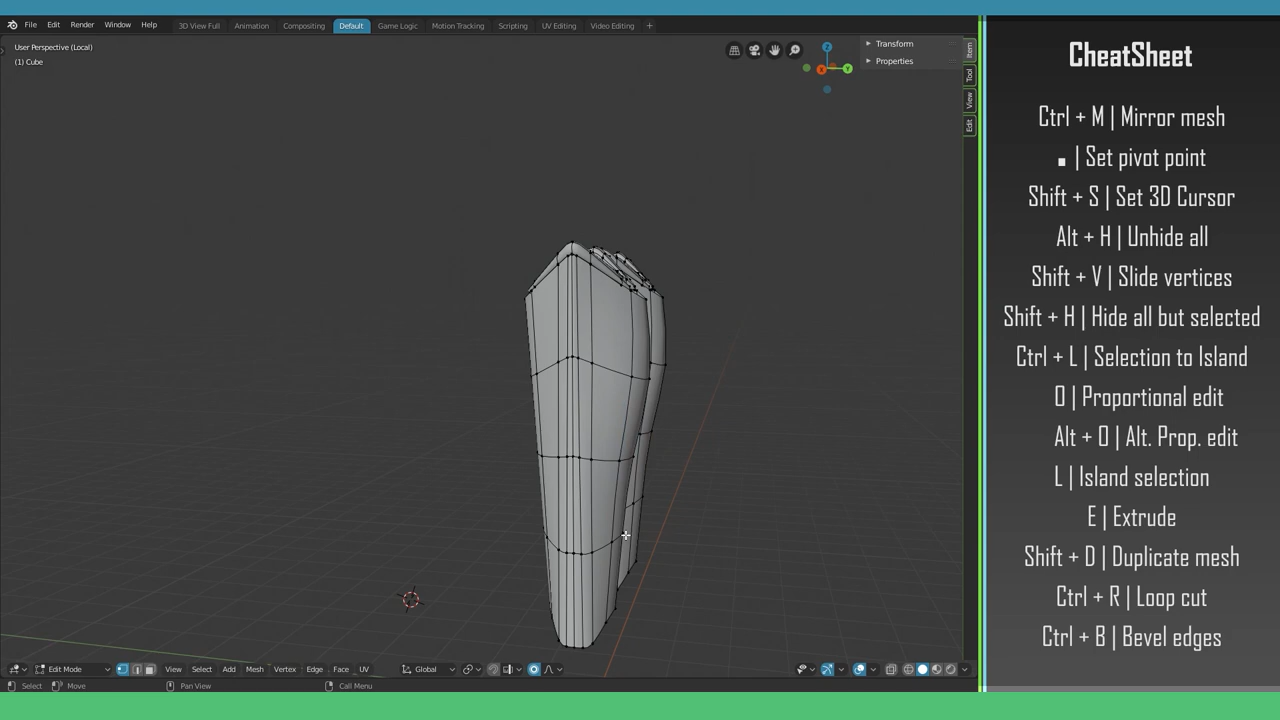 File Edit Render Window Help 3D View Full Animation Compositing Default Game Logic Motion Tracking Scripting UV Editing Video Editing +
User Perspective (Local)
(1) Cube
Z
X
Y
Transform
Properties
Item
Tool
View
Edit
CheatSheet
Ctrl + M | Mirror mesh
. | Set pivot point
Shift + S | Set 3D Cursor
Alt + H | Unhide all
Shift + V | Slide vertices
Shift + H | Hide all but selected
Ctrl + L | Selection to Island
O | Proportional edit
Alt + O | Alt. Prop. edit
L | Island selection
E | Extrude
Shift + D | Duplicate mesh
Ctrl + R | Loop cut
Ctrl + B | Bevel edges
Edit Mode View Select Add Mesh Vertex Edge Face UV Global
Select Move Pan View Call Menu